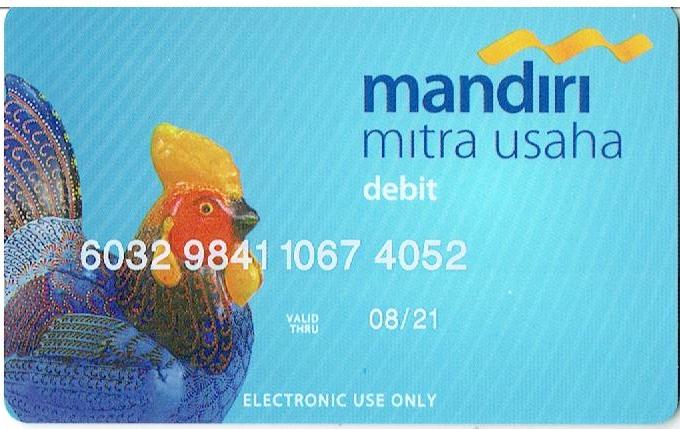 mandiri
mitra usaha
debit
6032 9841 1067 4052
VALID
THRU
08/21
ELECTRONIC USE ONLY